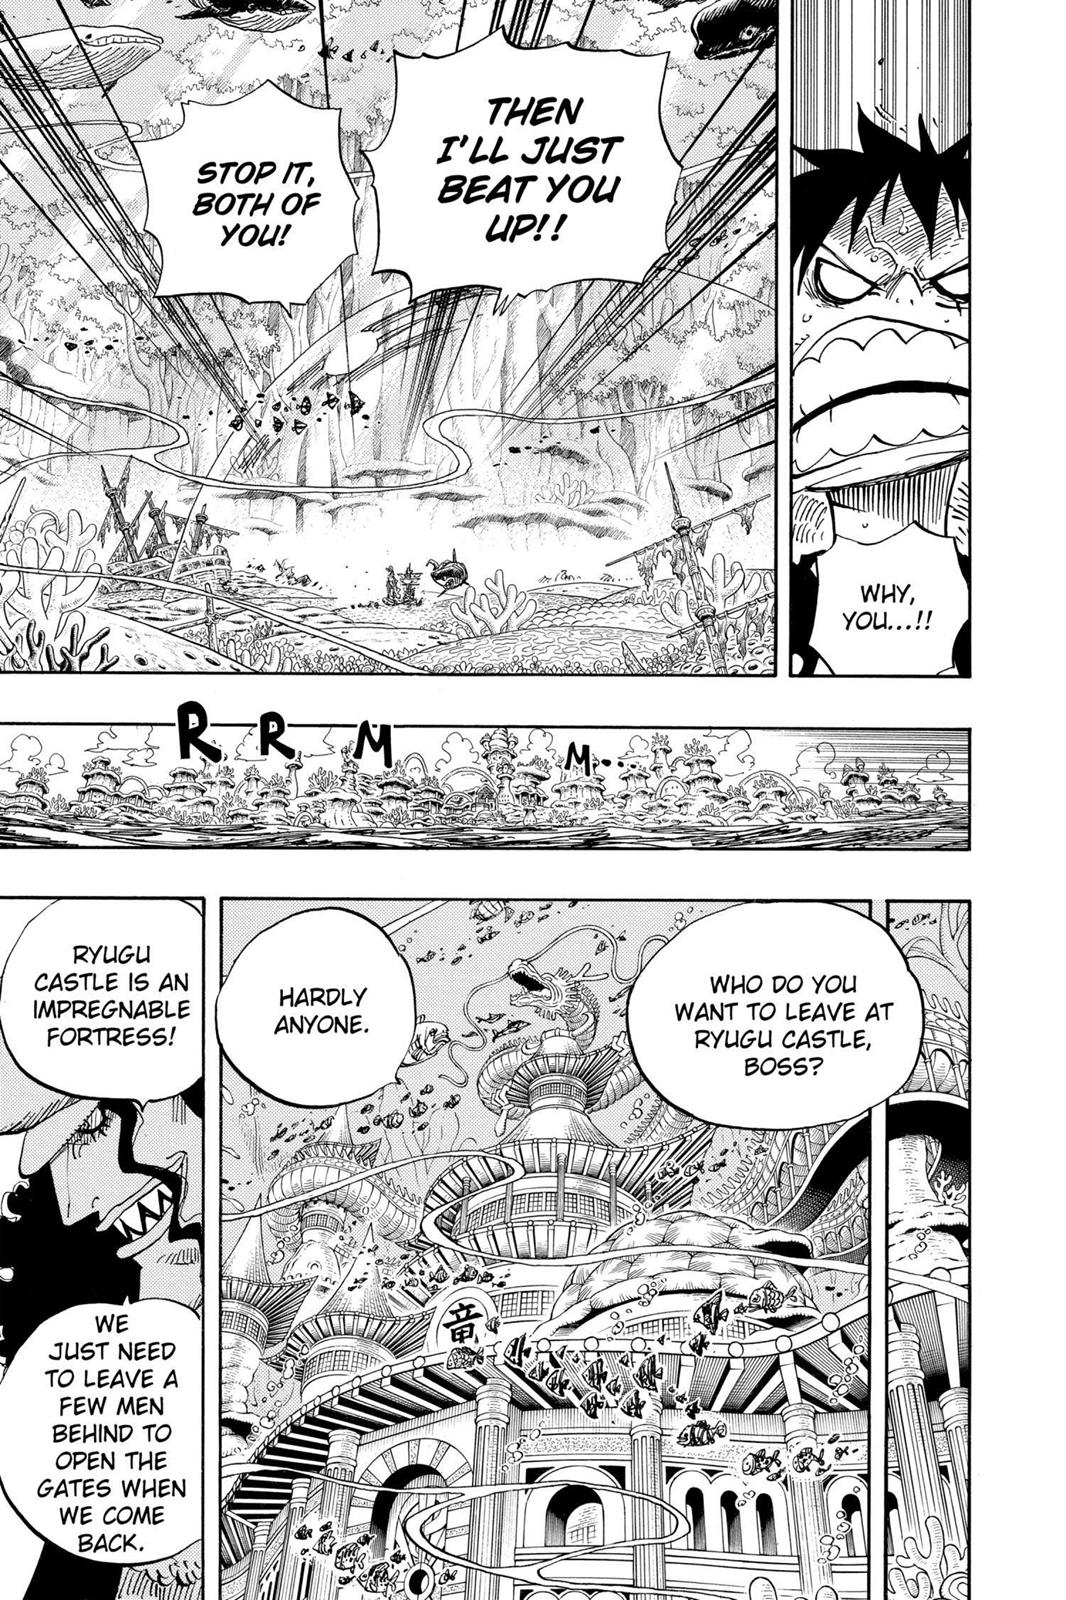 WHY,
YOU...!!
THEN
I'LL JUST
BEAT YOU
UP!!
STOP IT,
BOTH OF
YOU!
RRMM...
WHO DO YOU
WANT TO LEAVE AT
RYUGU CASTLE,
BOSS?
竜
HARDLY
ANYONE.
RYUGU
CASTLE IS AN
IMPREGNABLE
FORTRESS!
WE
JUST NEED
TO LEAVE A
FEW MEN
BEHIND TO
OPEN THE
GATES WHEN
WE COME
BACK.